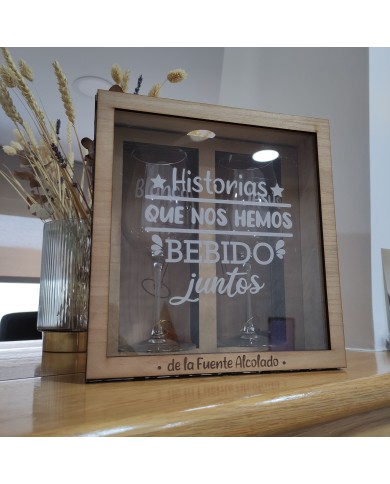 Historias
QUE NOS HEMOS
BEBIDO
juntos
• de la Fuente Alcolado •